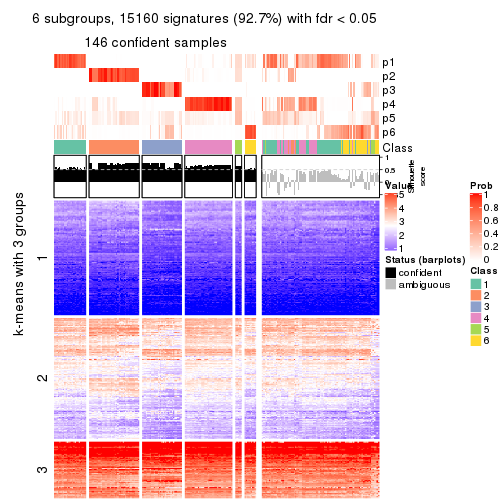 6 subgroups, 15160 signatures (92.7%) with fdr < 0.05
146 confident samples
p1
p2
p3
p4
p5
p6
Class
1
0.5
0
Silhouette
score
k-means with 3 groups
1
2
3
Value
5
4
3
2
1
Status (barplots)
confident
ambiguous
Prob
1
0.8
0.6
0.4
0.2
0
Class
1
2
3
4
5
6